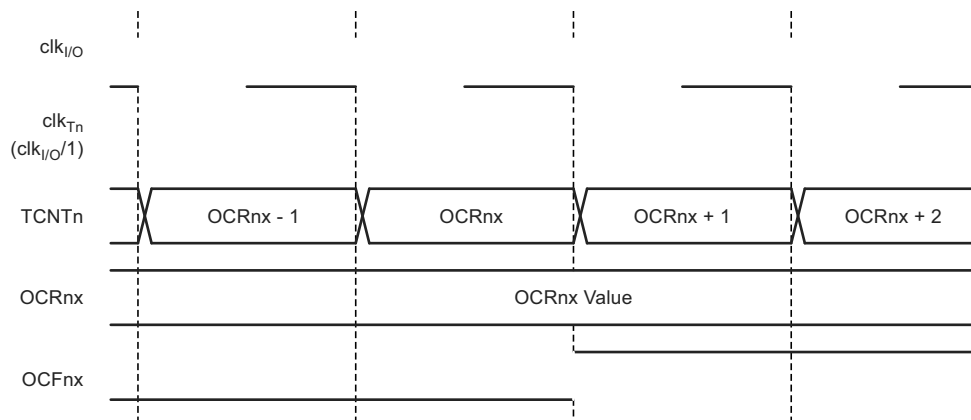 clkI/O
clkTn
(clkI/O/1)
TCNTn OCRnx - 1 OCRnx OCRnx + 1 OCRnx + 2
OCRnx OCRnx Value
OCFnx